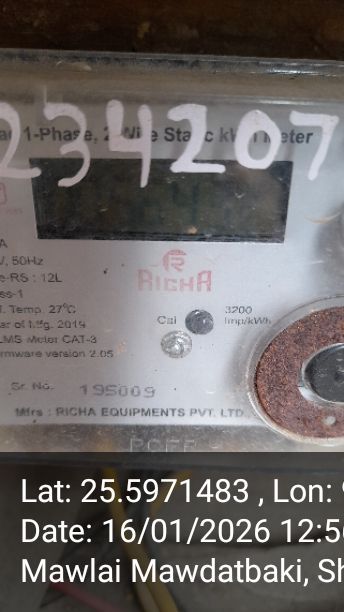 1-Phase, 2-Wire Static kWh Meter
234207
A
V, 50Hz
e-RS : 12L
ss-1
f. Temp. 27°C
ar of Mfg. 2019
LMS Meter CAT-3
rmware version 2.05
R
RICHA
Cal
3200
Imp/kWh
Sr. No. 195009
Mfrs : RICHA EQUIPMENTS PVT. LTD
Lat: 25.5971483 , Lon:
Date: 16/01/2026 12:56
Mawlai Mawdatbaki, Sh